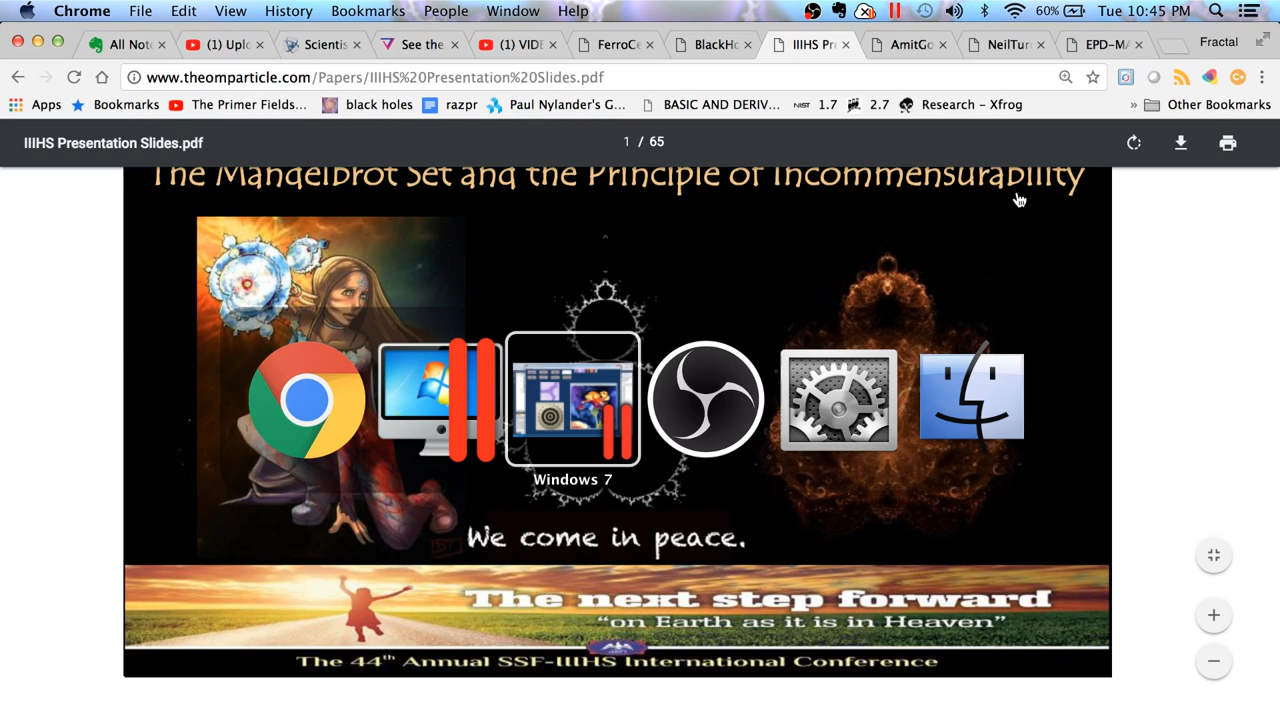 Chrome File Edit View History Bookmarks People Window Help 60% Tue 10:45 PM
All Not (1) Uplo Scientis See the (1) VIDE FerroCe BlackHo IIIHS Pr AmitGo NeilTur EPD-MA Fractal
www.theomparticle.com/Papers/IIIHS%20Presentation%20Slides.pdf
Apps Bookmarks The Primer Fields... black holes razpr Paul Nylander's G... BASIC AND DERIV... NIST 1.7 2.7 Research – Xfrog » Other Bookmarks
IIIHS Presentation Slides.pdf 1 / 65
The Mandelbrot Set and the Principle of Incommensurability
Windows 7
We come in peace.
The next step forward
"on Earth as it is in Heaven"
The 44th Annual SSF-IIIHS International Conference